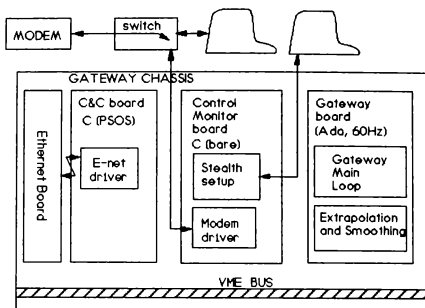 MODEM
switch
GATEWAY CHASSIS
Ethernet Board
C&C board
C (PSOS)
E-net
driver
Control
Monitor
board
C (bare)
Stealth
setup
Modem
driver
Gateway
board
(Ada, 60Hz)
Gateway
Main
Loop
Extrapolation
and Smoothing
VME BUS